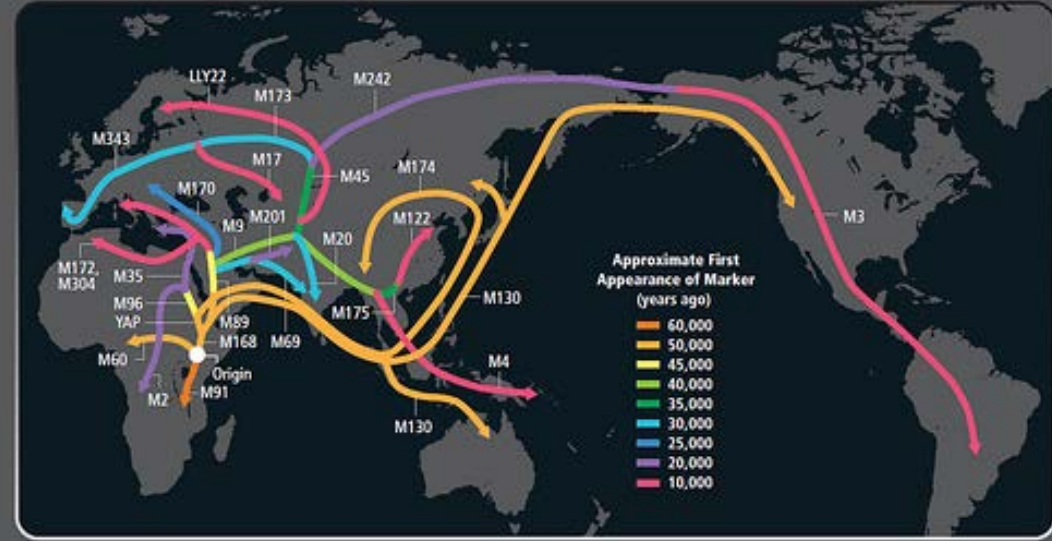 LLY22
M242
M173
M343
M17
M174
M45
M170
M122
M201
M9
M20
M3
M172,
M304
M35
Approximate First
Appearance of Marker
(years ago)
M96
YAP
M89
M175
M130
M168
M69
60,000
50,000
M60
M4
45,000
Origin
40,000
M2
M91
35,000
M130
30,000
25,000
20,000
10,000